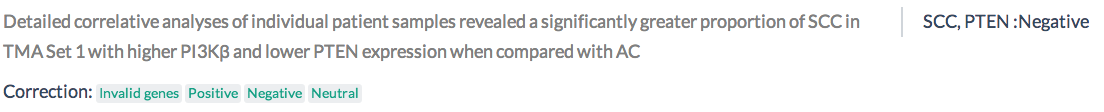 Detailed correlative analyses of individual patient samples revealed a significantly greater proportion of SCC in
TMA Set 1 with higher PI3Kβ and lower PTEN expression when compared with AC
SCC, PTEN :Negative
Correction: Invalid genes Positive Negative Neutral